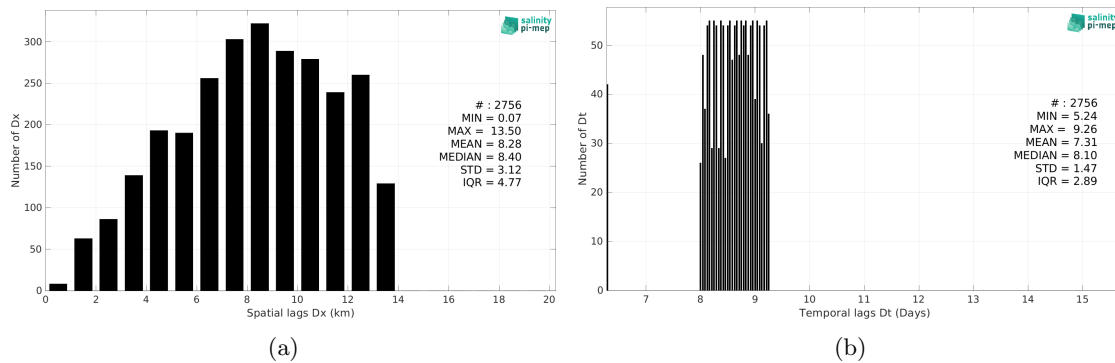 salinity
pi-mep
300
250
200
150
100
50
0
Number of Dx
# : 2756
MIN = 0.07
MAX = 13.50
MEAN = 8.28
MEDIAN = 8.40
STD = 3.12
IQR = 4.77
0 2 4 6 8 10 12 14 16 18 20
Spatial lags Dx (km)
(a)
salinity
pi-mep
50
40
30
20
10
0
Number of Dt
# : 2756
MIN = 5.24
MAX = 9.26
MEAN = 7.31
MEDIAN = 8.10
STD = 1.47
IQR = 2.89
7 8 9 10 11 12 13 14 15
Temporal lags Dt (Days)
(b)